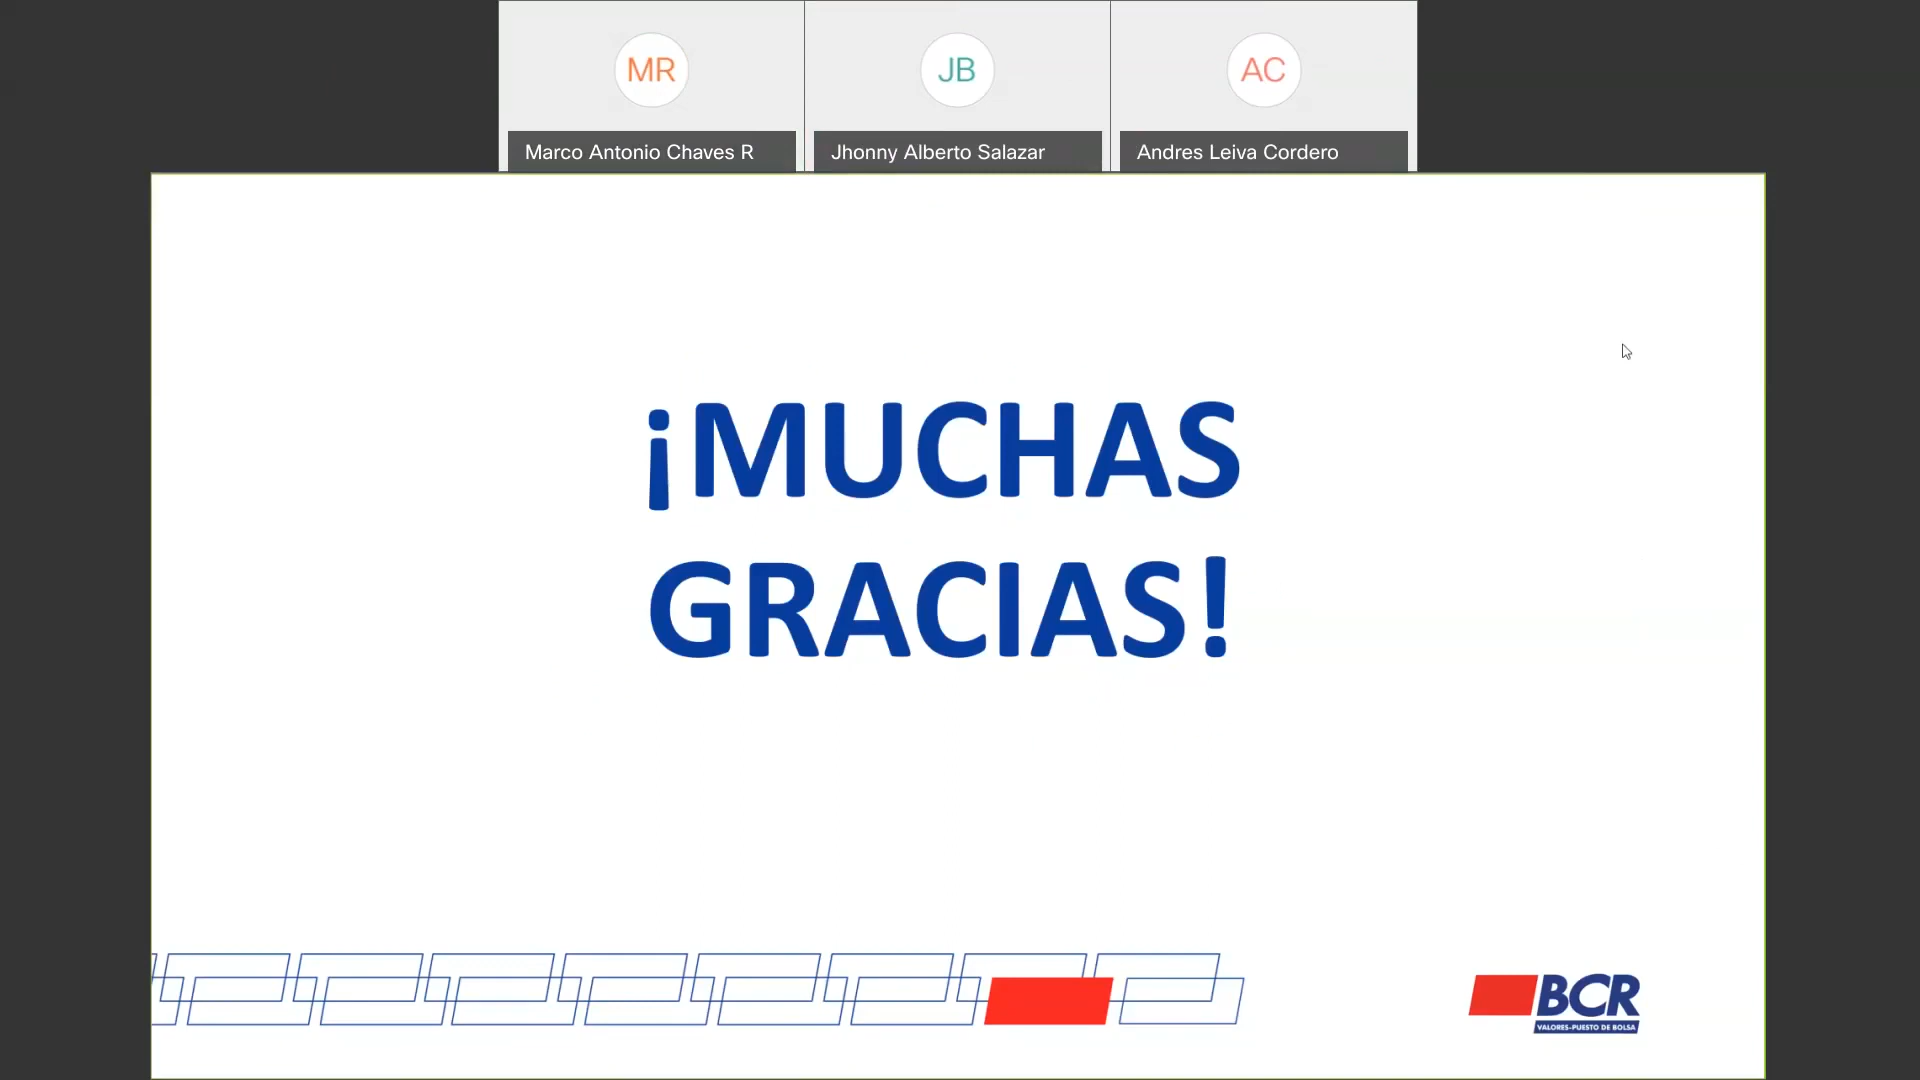 MR
JB
AC
Marco Antonio Chaves R
Jhonny Alberto Salazar
Andres Leiva Cordero
¡MUCHAS
GRACIAS!
BCR
VALORES-PUESTO DE BOLSA